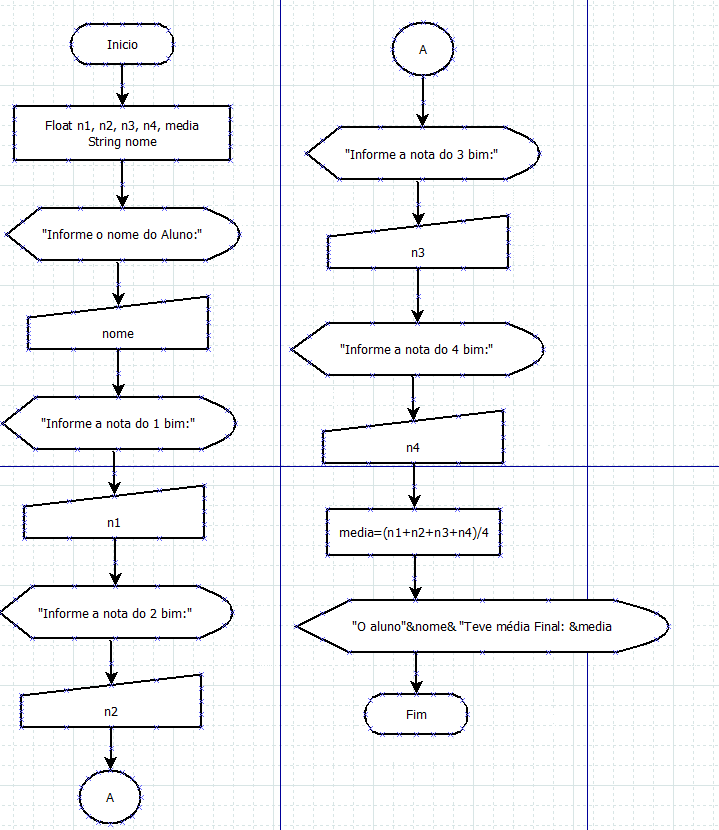 Inicio
Float n1, n2, n3, n4, media
String nome
"Informe o nome do Aluno:"
nome
"Informe a nota do 1 bim:"
n1
"Informe a nota do 2 bim:"
n2
A
A
"Informe a nota do 3 bim:"
n3
"Informe a nota do 4 bim:"
n4
media=(n1+n2+n3+n4)/4
"O aluno"&nome& "Teve média Final: &media
Fim